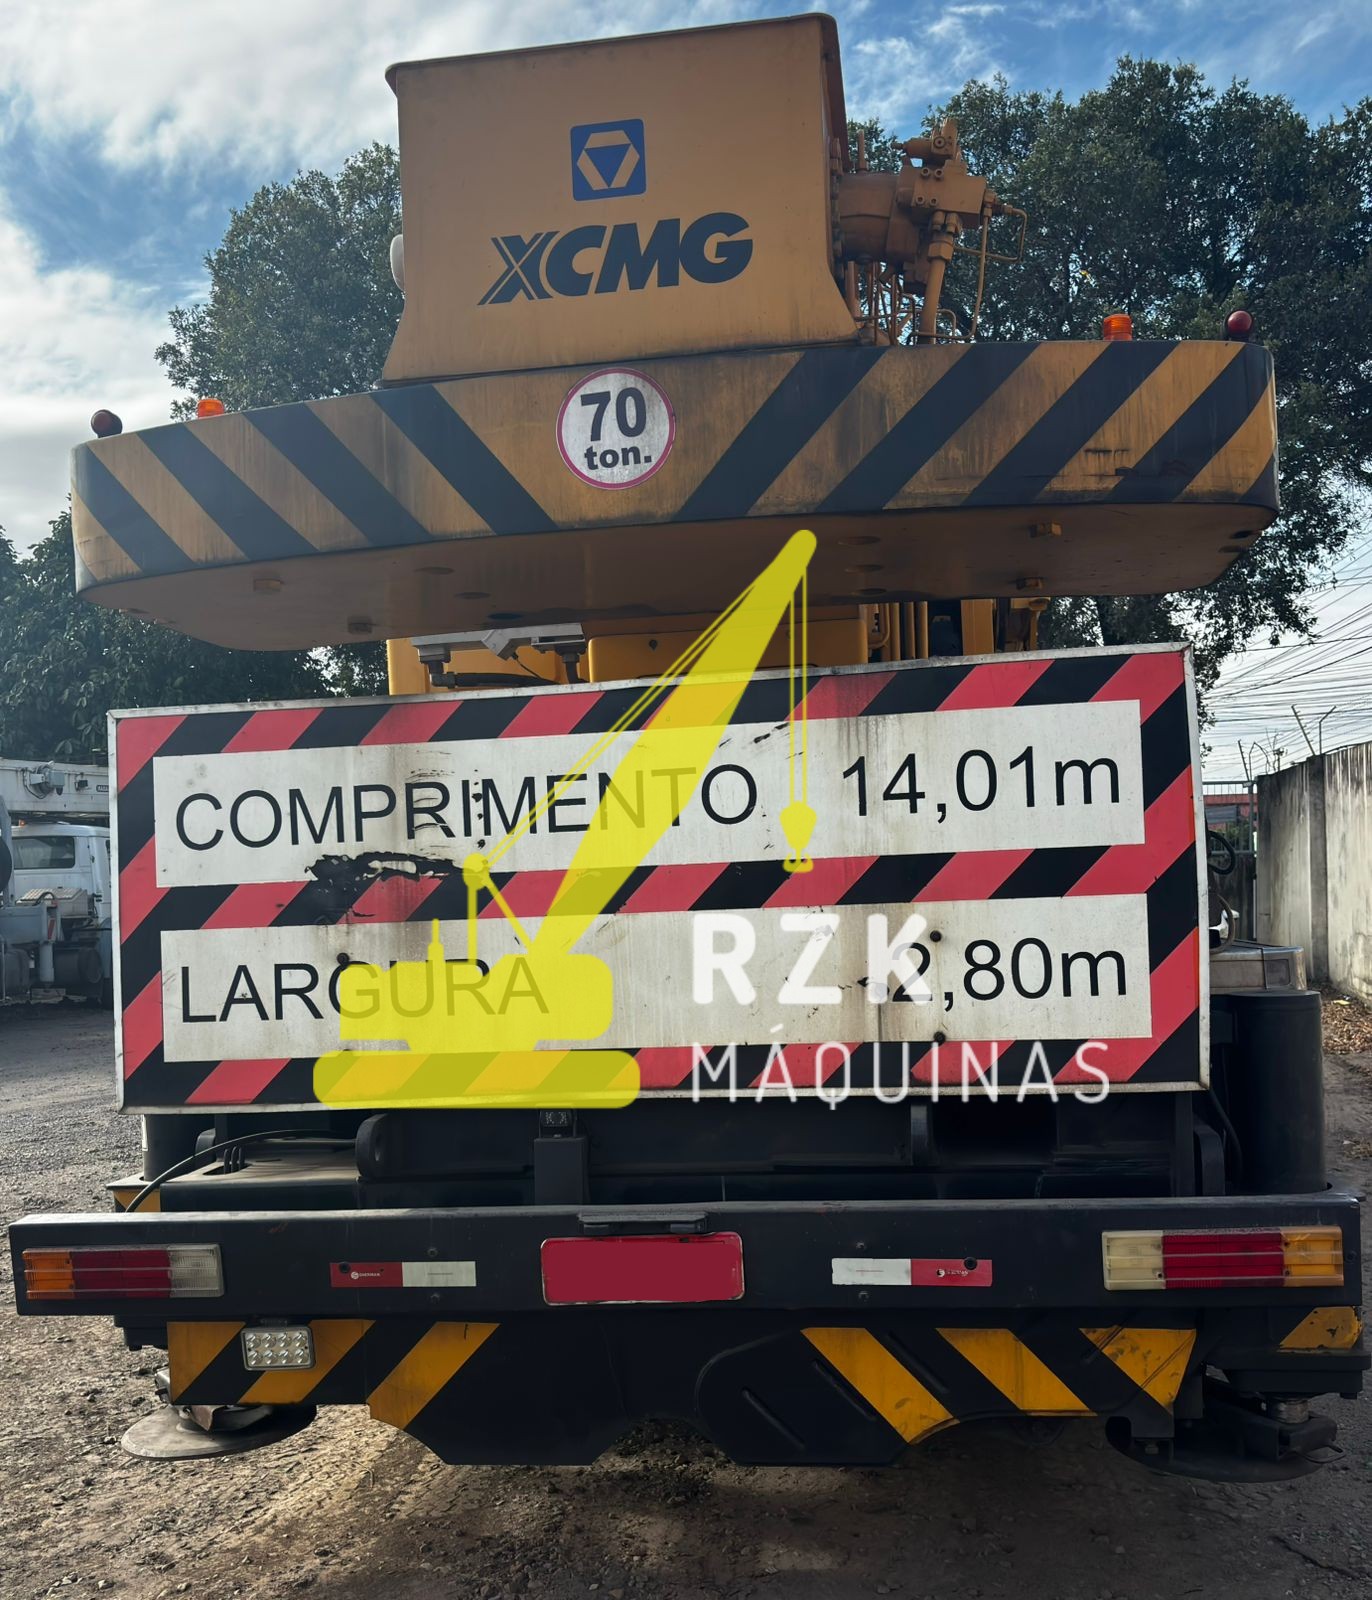 XCMG
70
ton.
COMPRIMENTO 14,01m
LARGURA 2,80m
RZK
MÁQUINAS